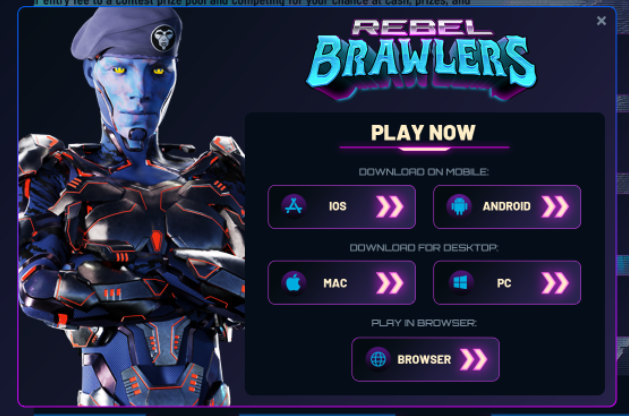 r entry fee to a contest prize pool and competing for your chance at cash, prizes, and
REBEL
BRAWLERS
PLAY NOW
DOWNLOAD ON MOBILE:
IOS
ANDROID
DOWNLOAD FOR DESKTOP:
MAC
PC
PLAY IN BROWSER:
BROWSER